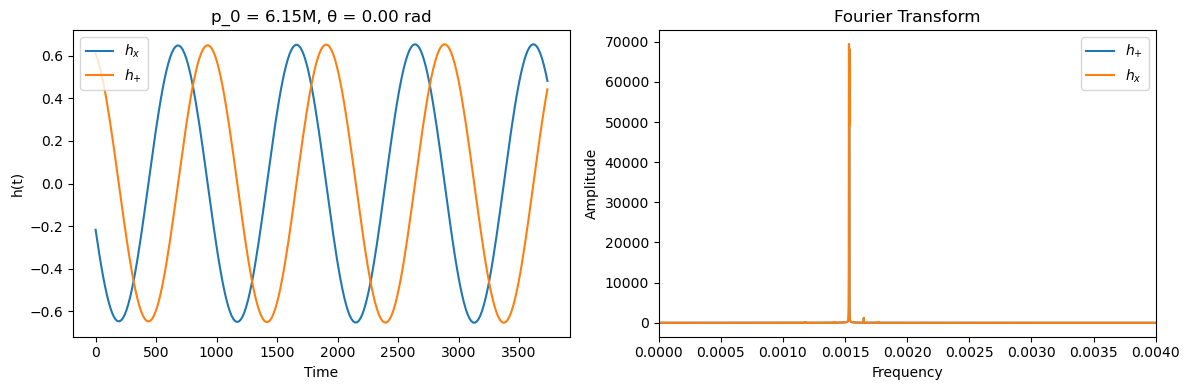 p_0 = 6.15M, θ = 0.00 rad
h(t)
0.6
0.4
0.2
0.0
−0.2
−0.4
−0.6
hₓ
h₊
0 500 1000 1500 2000 2500 3000 3500
Time
Fourier Transform
Amplitude
70000
60000
50000
40000
30000
20000
10000
0
h₊
hₓ
0.0000 0.0005 0.0010 0.0015 0.0020 0.0025 0.0030 0.0035 0.0040
Frequency